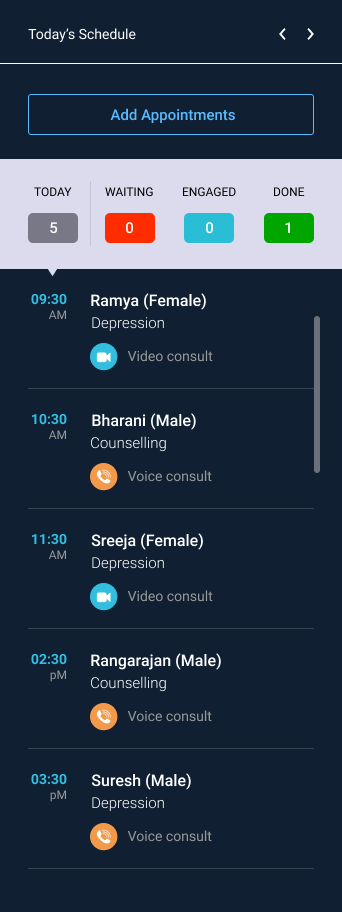 Today's Schedule
Add Appointments
TODAY WAITING ENGAGED DONE
5 0 0 1
09:30 Ramya (Female)
AM Depression
Video consult
10:30 Bharani (Male)
AM Counselling
Voice consult
11:30 Sreeja (Female)
AM Depression
Video consult
02:30 Rangarajan (Male)
pM Counselling
Voice consult
03:30 Suresh (Male)
pM Depression
Voice consult